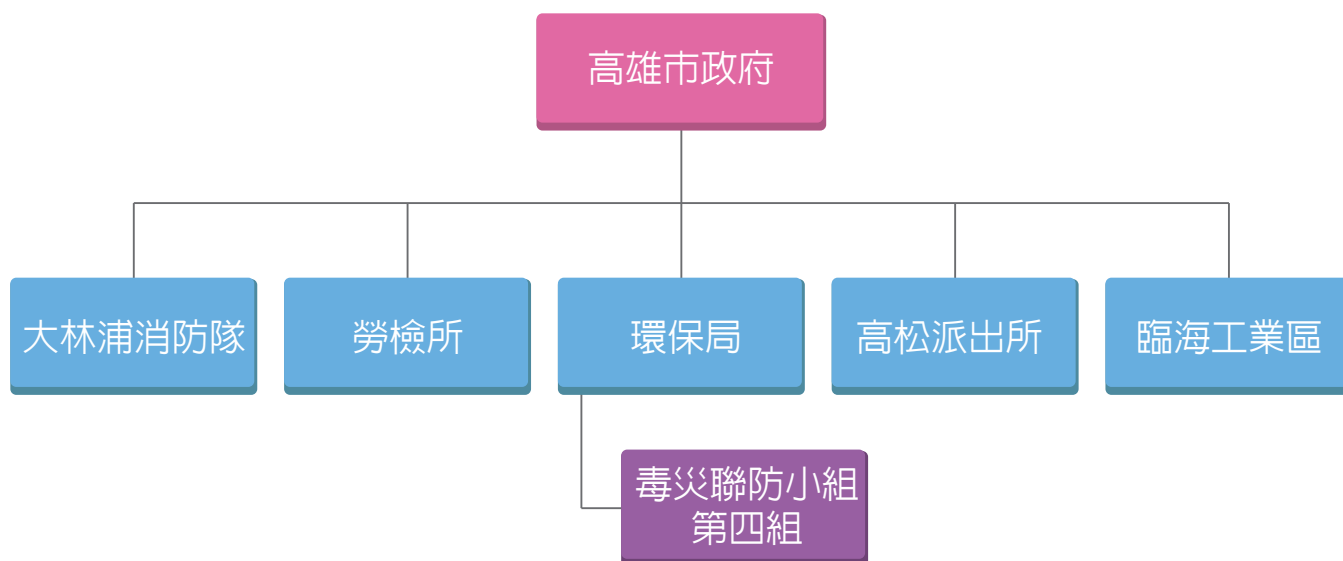 高雄市政府
大林浦消防隊
勞檢所
環保局
高松派出所
臨海工業區
毒災聯防小組
第四組